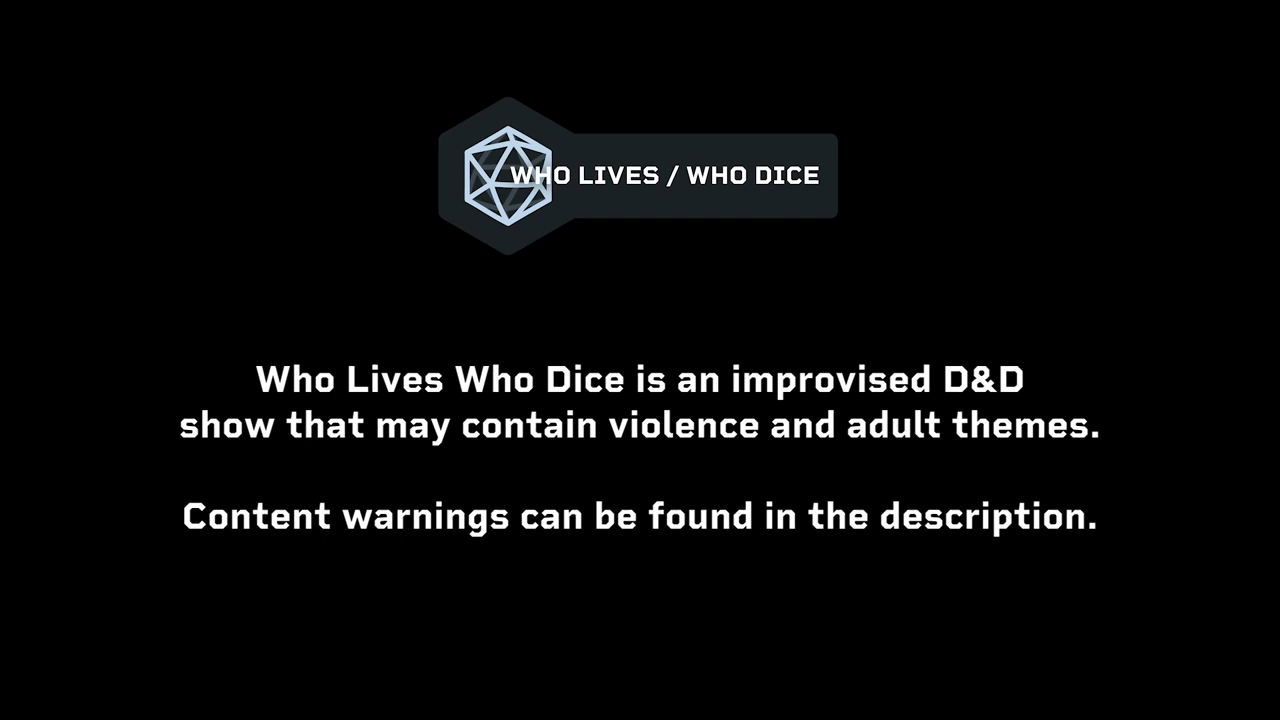 WHO LIVES / WHO DICE
Who Lives Who Dice is an improvised D&D
show that may contain violence and adult themes.
Content warnings can be found in the description.